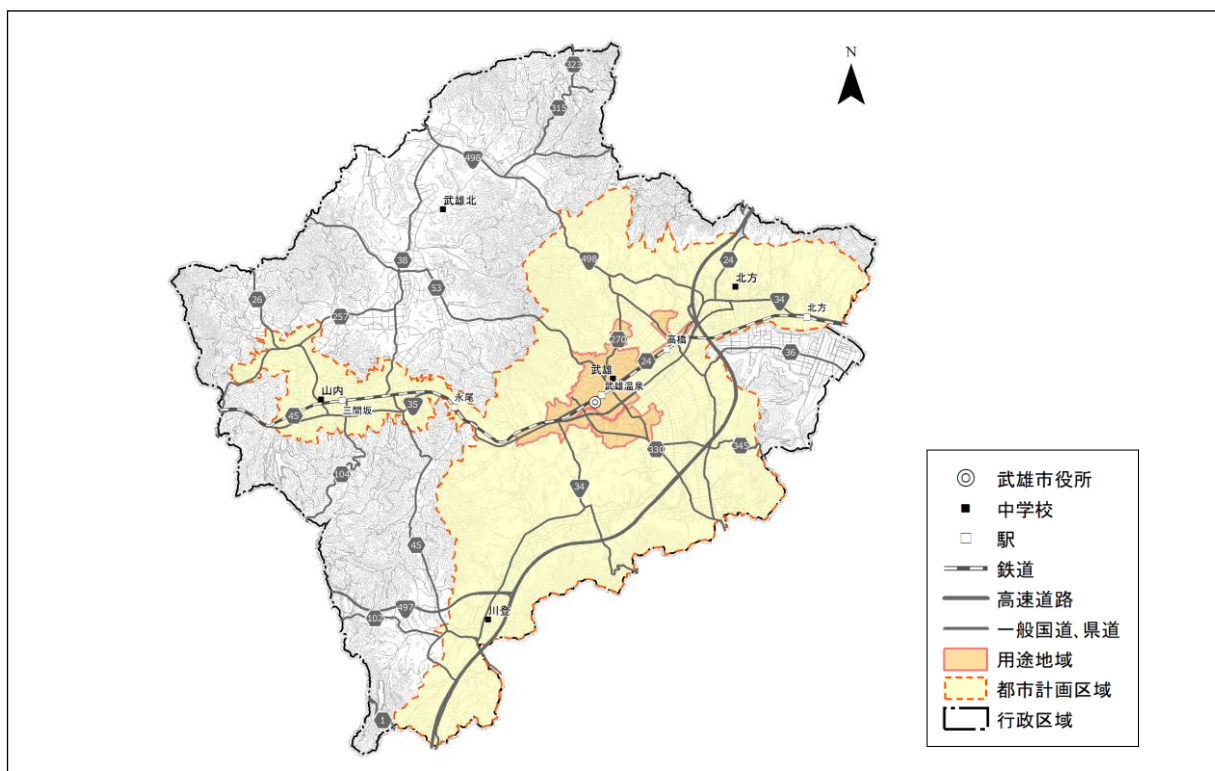 N
323
315
498
武雄北
498
24
北方
38
26
53
34
北方
257
270
高橋
36
24
武雄
武雄温泉
山内
永尾
三間坂
35
45
330
345
104
34
45
497
102
川登
1
武雄市役所
中学校
駅
鉄道
高速道路
一般国道、県道
用途地域
都市計画区域
行政区域